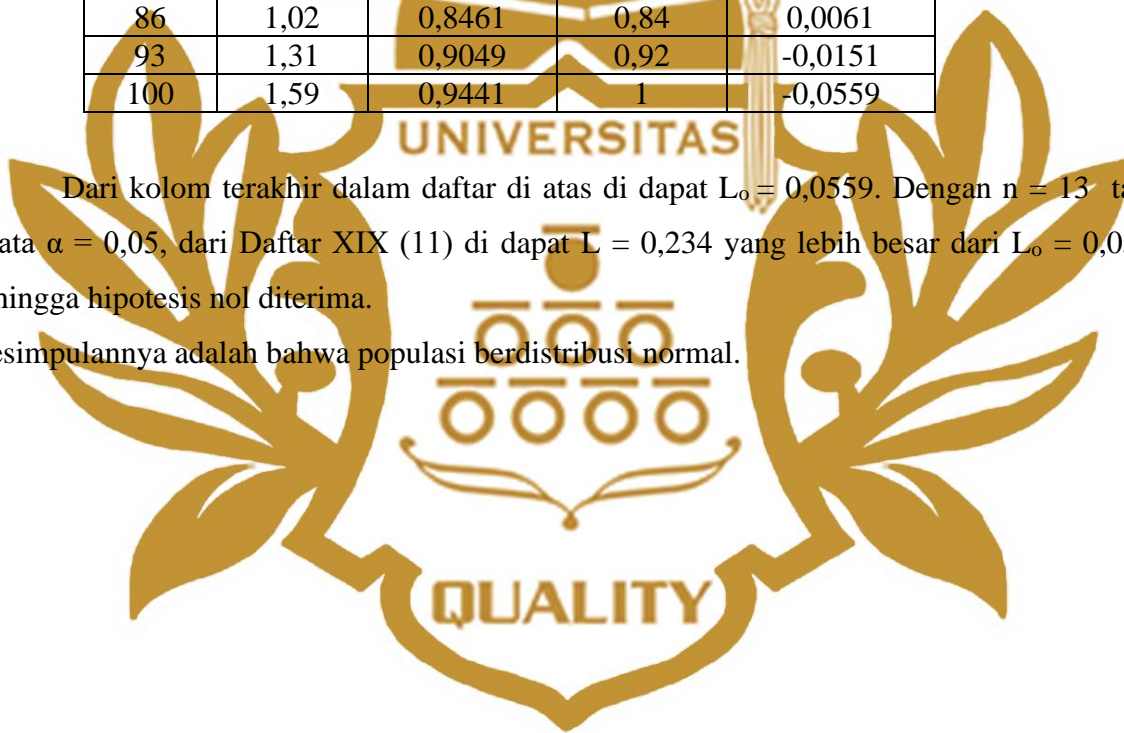 86 1,02 0,8461 0,84 0,0061
93 1,31 0,9049 0,92 -0,0151
100 1,59 0,9441 1 -0,0559
UNIVERSITAS
Dari kolom terakhir dalam daftar di atas di dapat Lo = 0,0559. Dengan n = 13
α = 0,05, dari Daftar XIX (11) di dapat L = 0,234 yang lebih besar dari Lo =
hipotesis nol diterima.
adalah bahwa populasi berdistribusi normal.
QUALITY